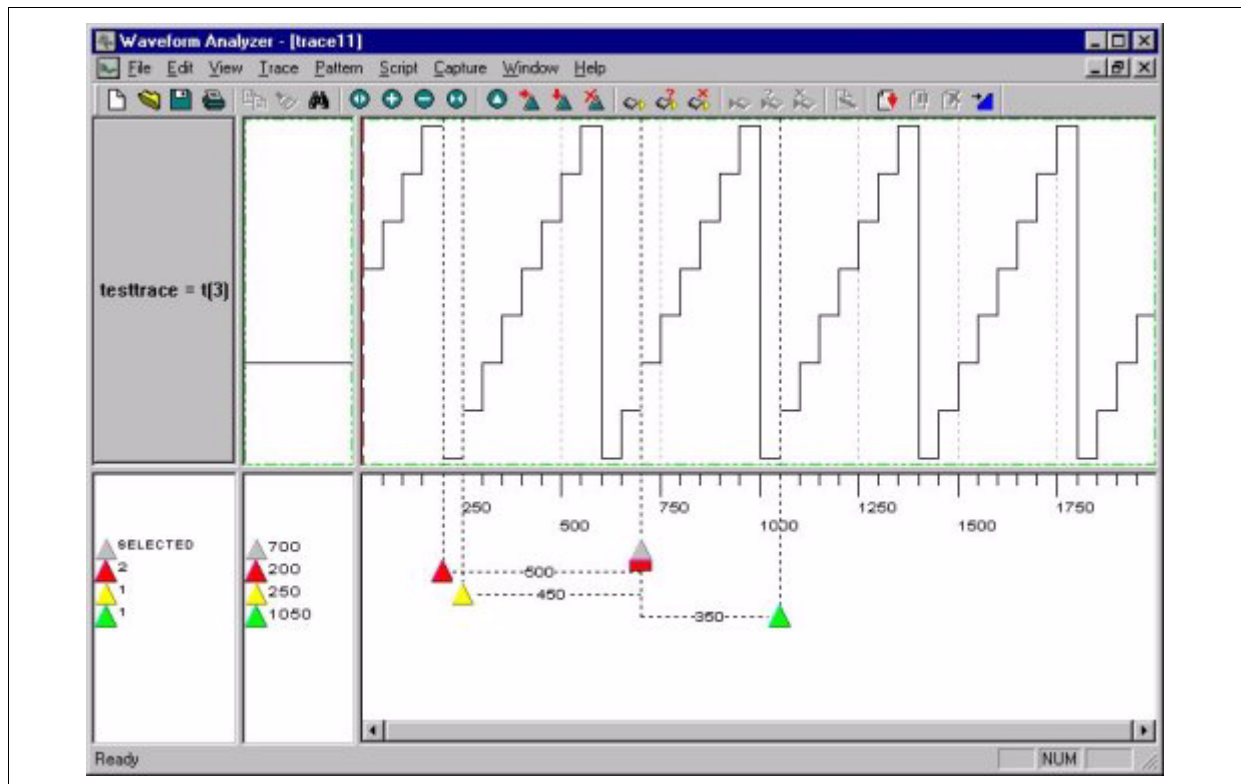 Waveform Analyzer - [trace11]
File Edit View Trace Pattern Script Capture Window Help
testtrace = t[3]
250 750 1250 1750
500 1000 1500
SELECTED 700
2 200
1 250
1 1050
500
450
350
Ready NUM